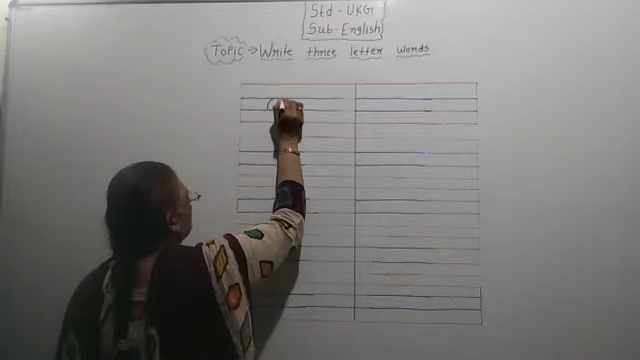 Std - UKG
Sub - English
TOPIC → Write three letter words